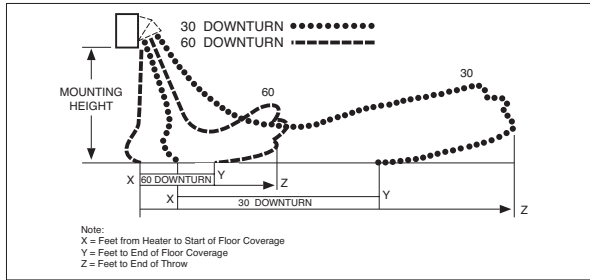 30 DOWNTURN
60 DOWNTURN
MOUNTING
HEIGHT
60
30
X
60 DOWNTURN
Y
Z
X
30 DOWNTURN
Y
Z
Note:
X = Feet from Heater to Start of Floor Coverage
Y = Feet to End of Floor Coverage
Z = Feet to End of Throw